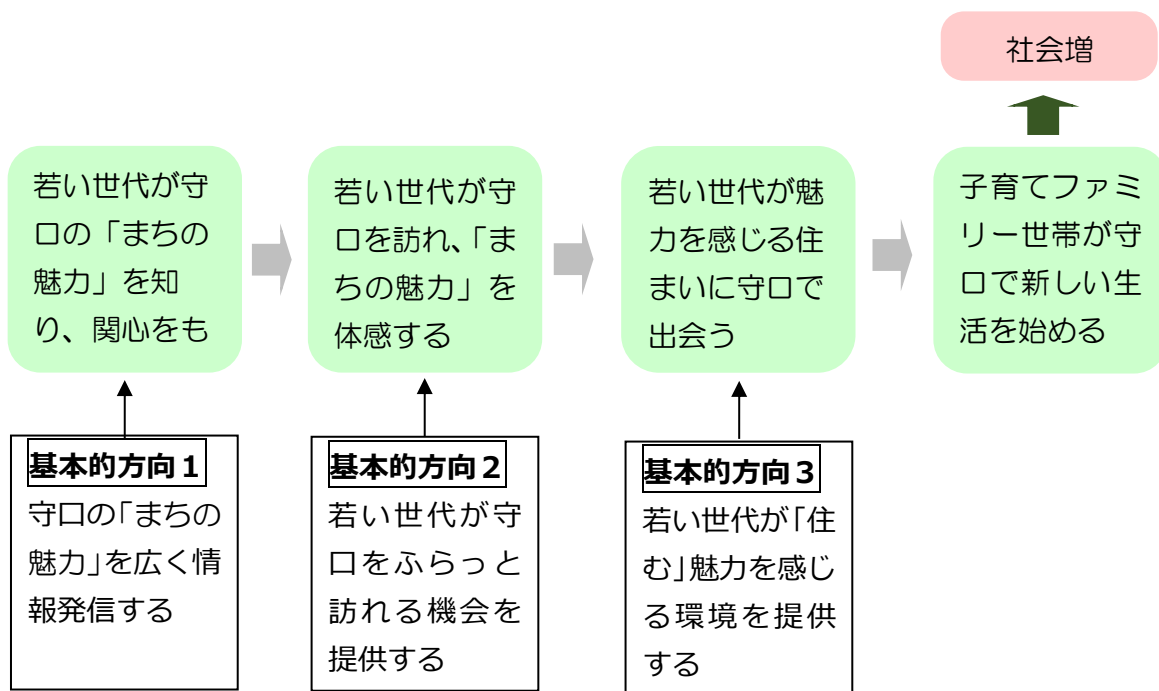 社会増
若い世代が守
口の「まちの
魅力」を知
り、関心をも
若い世代が守
口を訪れ、「ま
ちの魅力」を
体感する
若い世代が魅
力を感じる住
まいに守口で
出会う
子育てファミ
リー世帯が守
口で新しい生
活を始める
基本的方向１
守口の「まちの
魅力」を広く情
報発信する
基本的方向２
若い世代が守
口をふらっと
訪れる機会を
提供する
基本的方向３
若い世代が「住
む」魅力を感じ
る環境を提供
する